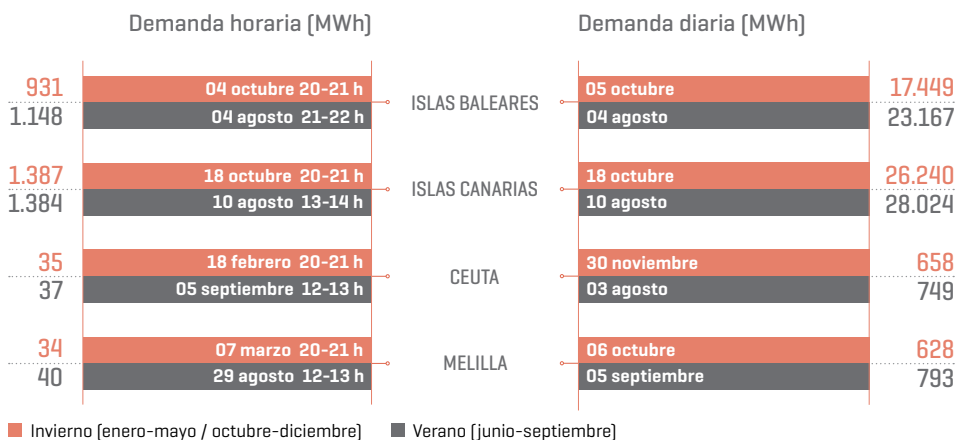 Demanda horaria (MWh)
Demanda diaria (MWh)
931
04 octubre 20-21 h
ISLAS BALEARES
05 octubre
17.449
1.148
04 agosto 21-22 h
04 agosto
23.167
1.387
18 octubre 20-21 h
ISLAS CANARIAS
18 octubre
26.240
1.384
10 agosto 13-14 h
10 agosto
28.024
35
18 febrero 20-21 h
CEUTA
30 noviembre
658
37
05 septiembre 12-13 h
03 agosto
749
34
07 marzo 20-21 h
MELILLA
06 octubre
628
40
29 agosto 12-13 h
05 septiembre
793
Invierno (enero-mayo / octubre-diciembre)
Verano (junio-septiembre)